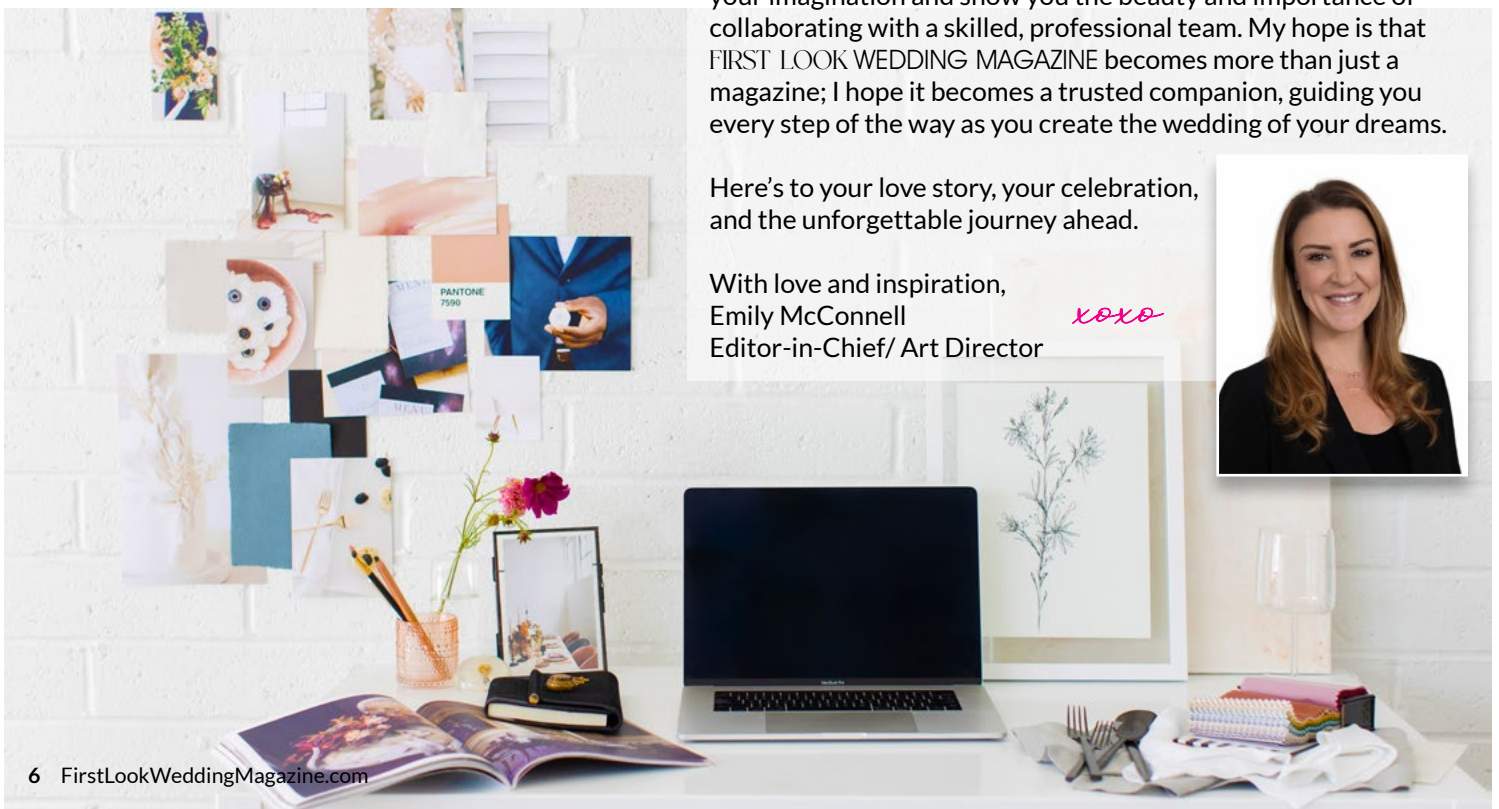 your imagination and show you the beauty and importance of
collaborating with a skilled, professional team. My hope is that
FIRST LOOK WEDDING MAGAZINE becomes more than just a
magazine; I hope it becomes a trusted companion, guiding you
every step of the way as you create the wedding of your dreams.
Here’s to your love story, your celebration,
and the unforgettable journey ahead.
With love and inspiration,
Emily McConnell
xoxo
Editor-in-Chief/ Art Director
PANTONE
7590
MENU
MENU
MacBook Pro
6 FirstLookWeddingMagazine.com